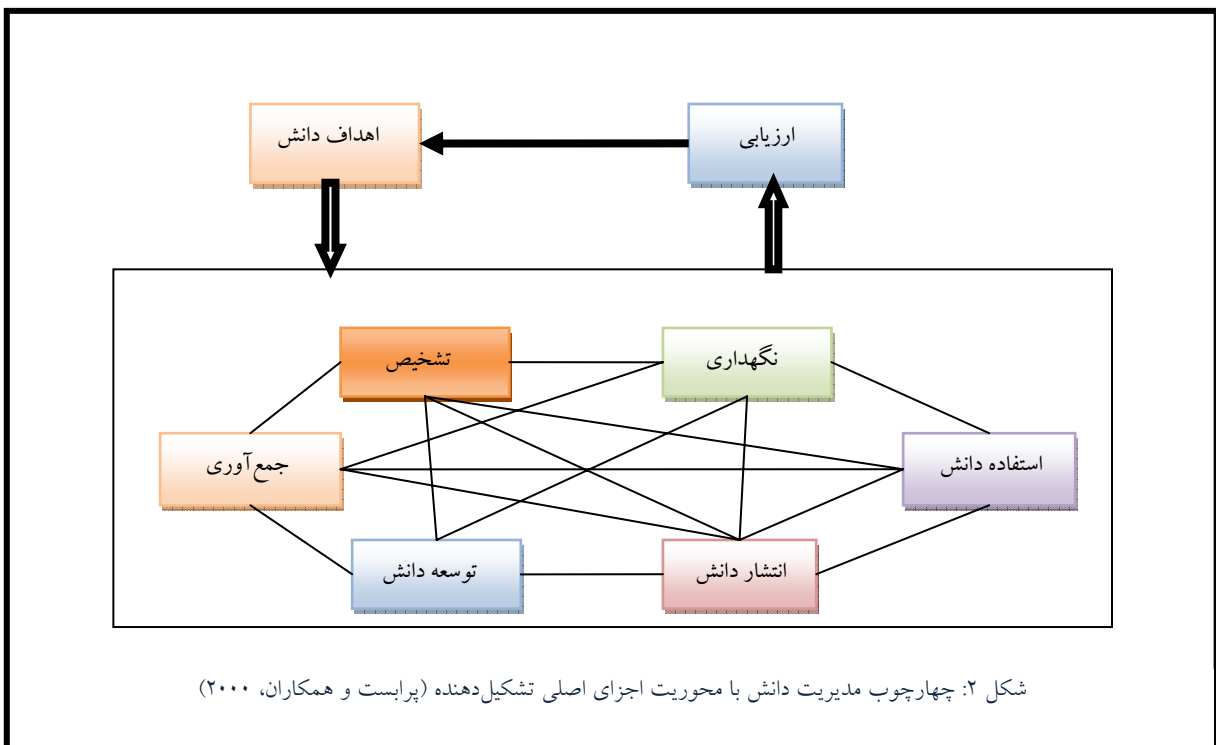 اهداف دانش
ارزیابی
تشخیص
نگهداری
جمع‌آوری
استفاده دانش
توسعه دانش
انتشار دانش
شکل ۲: چهارچوب مدیریت دانش با محوریت اجزای اصلی تشکیل‌دهنده (پرابست و همکاران، ۲۰۰۰)